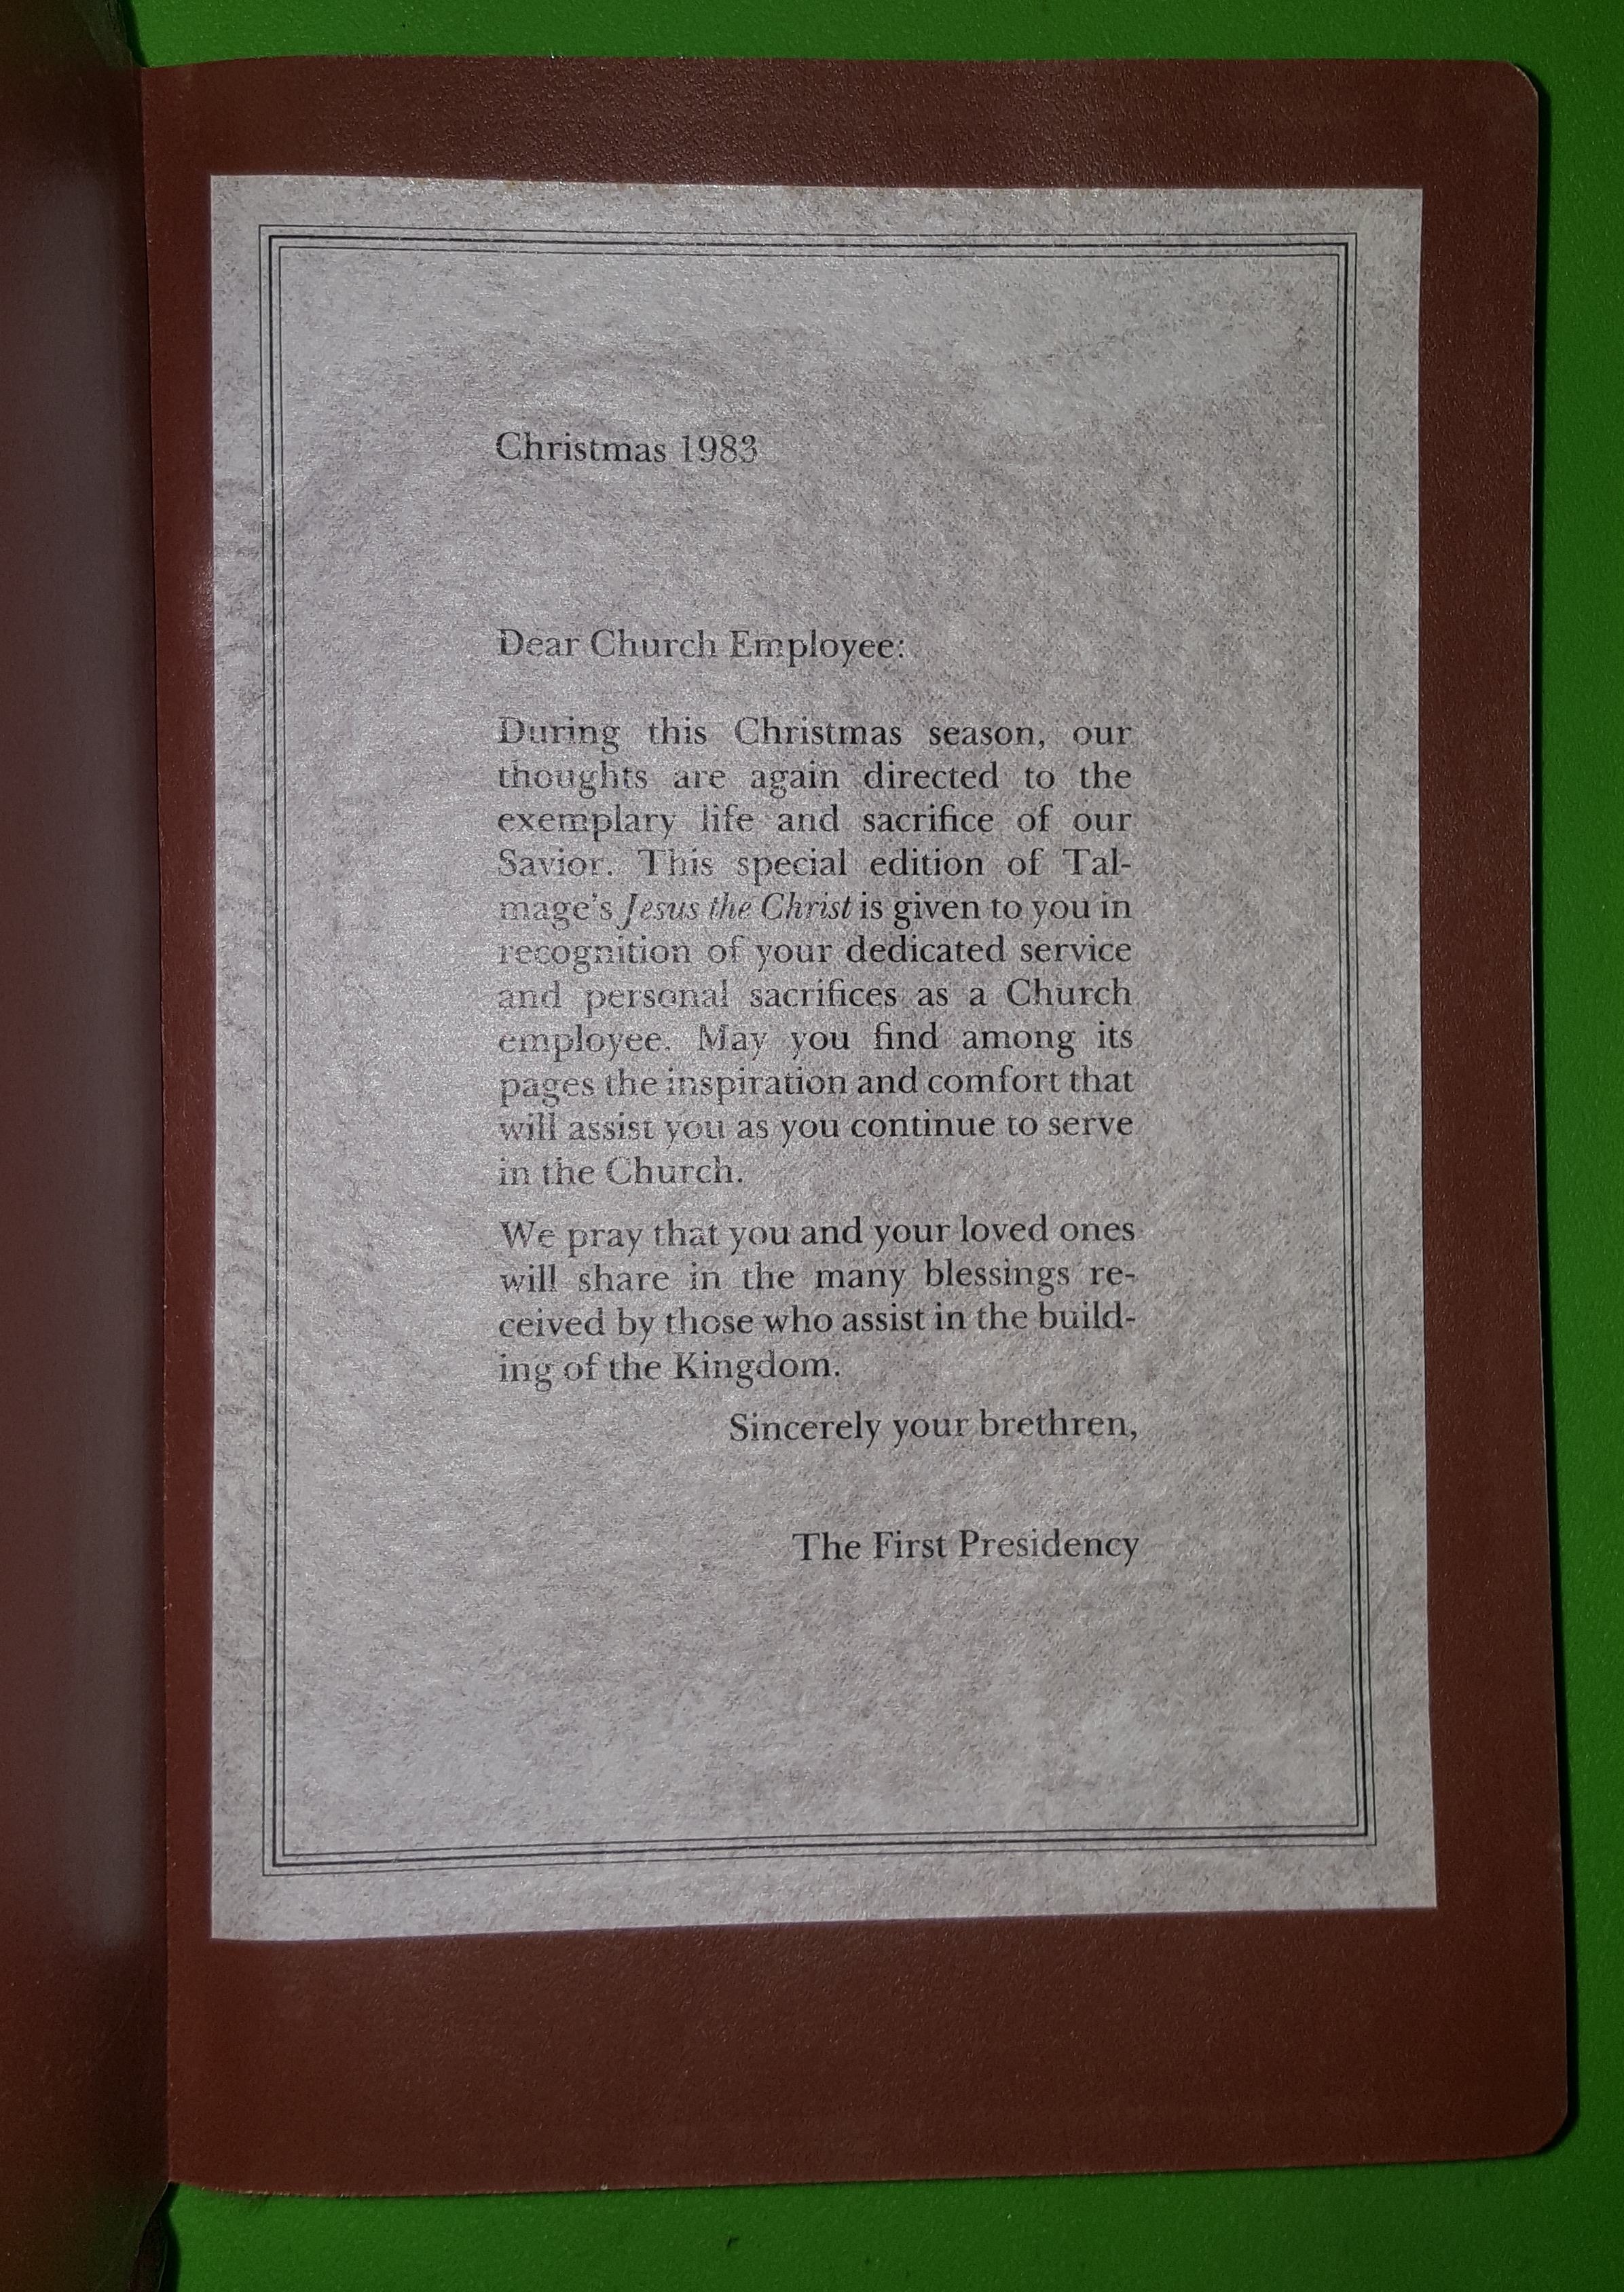 Christmas 1983
Dear Church Employee:
During this Christmas season, our
thoughts are again directed to the
exemplary life and sacrifice of our
Savior. This special edition of Tal-
mage's Jesus the Christ is given to you in
recognition of your dedicated service
and personal sacrifices as a Church
employee. May you find among its
pages the inspiration and comfort that
will assist you as you continue to serve
in the Church.
We pray that you and your loved ones
will share in the many blessings re-
ceived by those who assist in the build-
ing of the Kingdom.
Sincerely your brethren,
The First Presidency